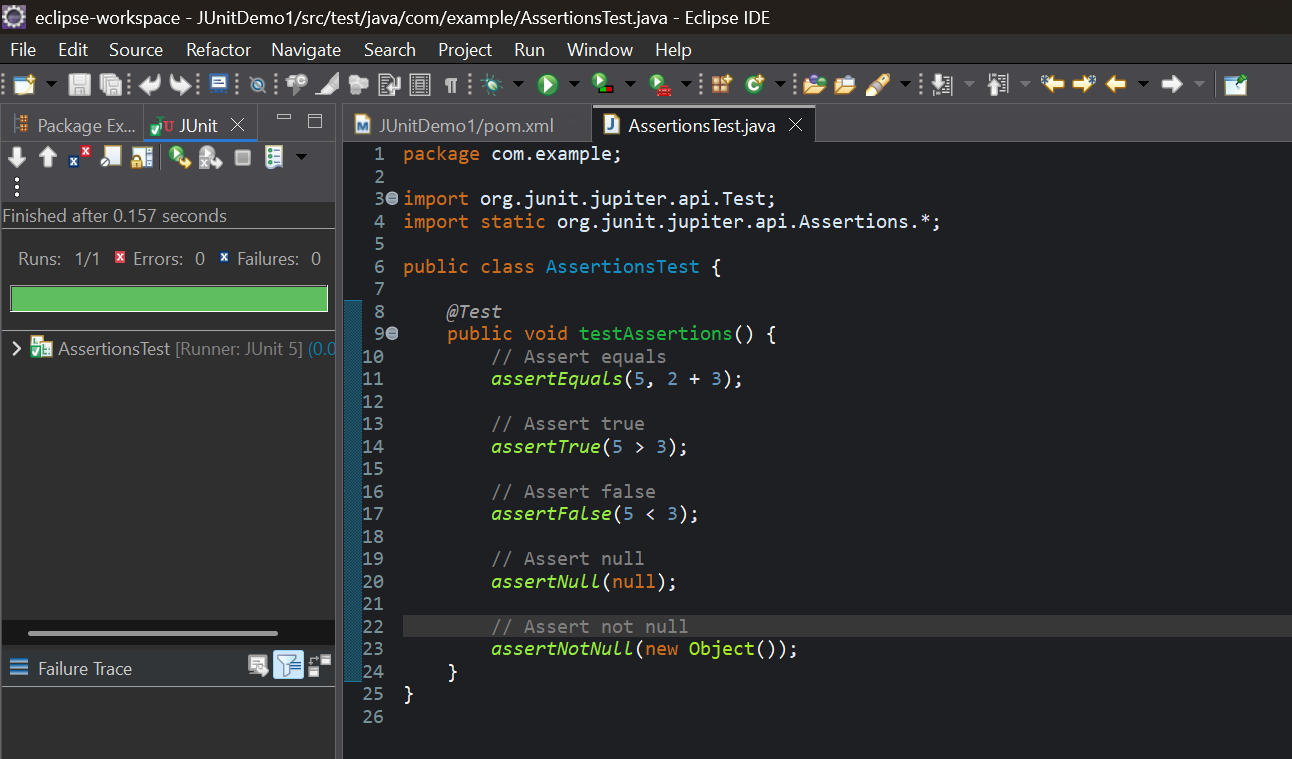 eclipse-workspace - JUnitDemo1/src/test/java/com/example/AssertionsTest.java - Eclipse IDE
File Edit Source Refactor Navigate Search Project Run Window Help
Package Ex... JUnit
JUnitDemo1/pom.xml AssertionsTest.java
Finished after 0.157 seconds
Runs: 1/1 Errors: 0 Failures: 0
AssertionsTest [Runner: JUnit 5] (0.0
Failure Trace
1 package com.example;
2
3 import org.junit.jupiter.api.Test;
4 import static org.junit.jupiter.api.Assertions.*;
5
6 public class AssertionsTest {
7
8     @Test
9     public void testAssertions() {
10         // Assert equals
11         assertEquals(5, 2 + 3);
12
13         // Assert true
14         assertTrue(5 > 3);
15
16         // Assert false
17         assertFalse(5 < 3);
18
19         // Assert null
20         assertNull(null);
21
22         // Assert not null
23         assertNotNull(new Object());
24     }
25 }
26